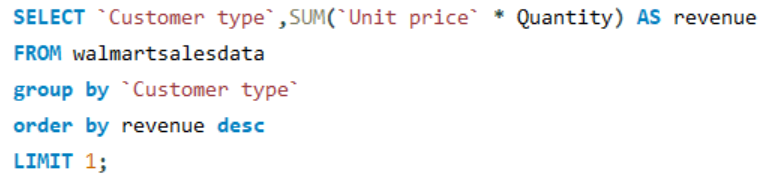 SELECT `Customer type`,SUM(`Unit price` * Quantity) AS revenue
FROM walmartsalesdata
group by `Customer type`
order by revenue desc
LIMIT 1;